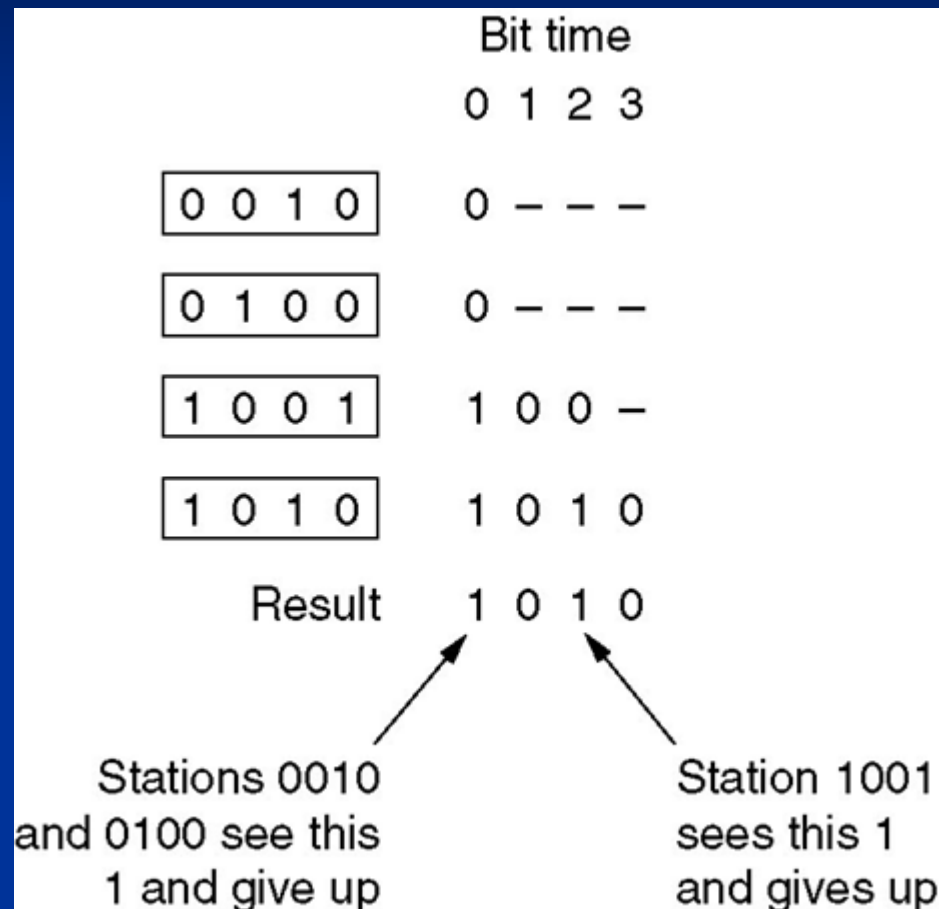 Bit time
0 1 2 3
0 0 1 0 0 – – –
0 1 0 0 0 – – –
1 0 0 1 1 0 0 –
1 0 1 0 1 0 1 0
Result 1 0 1 0
Stations 0010
and 0100 see this
1 and give up
Station 1001
sees this 1
and gives up